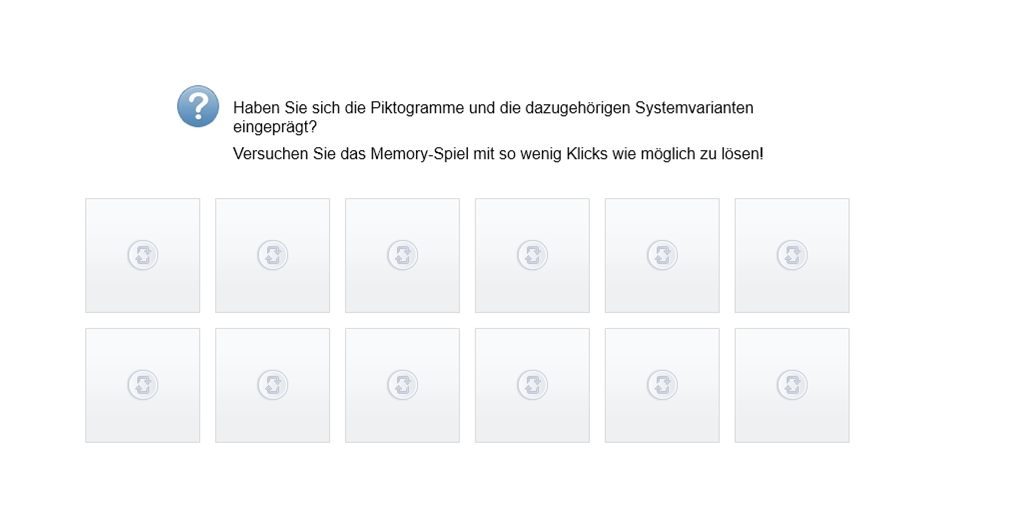 Haben Sie sich die Piktogramme und die dazugehörigen Systemvarianten
eingeprägt?
Versuchen Sie das Memory-Spiel mit so wenig Klicks wie möglich zu lösen!